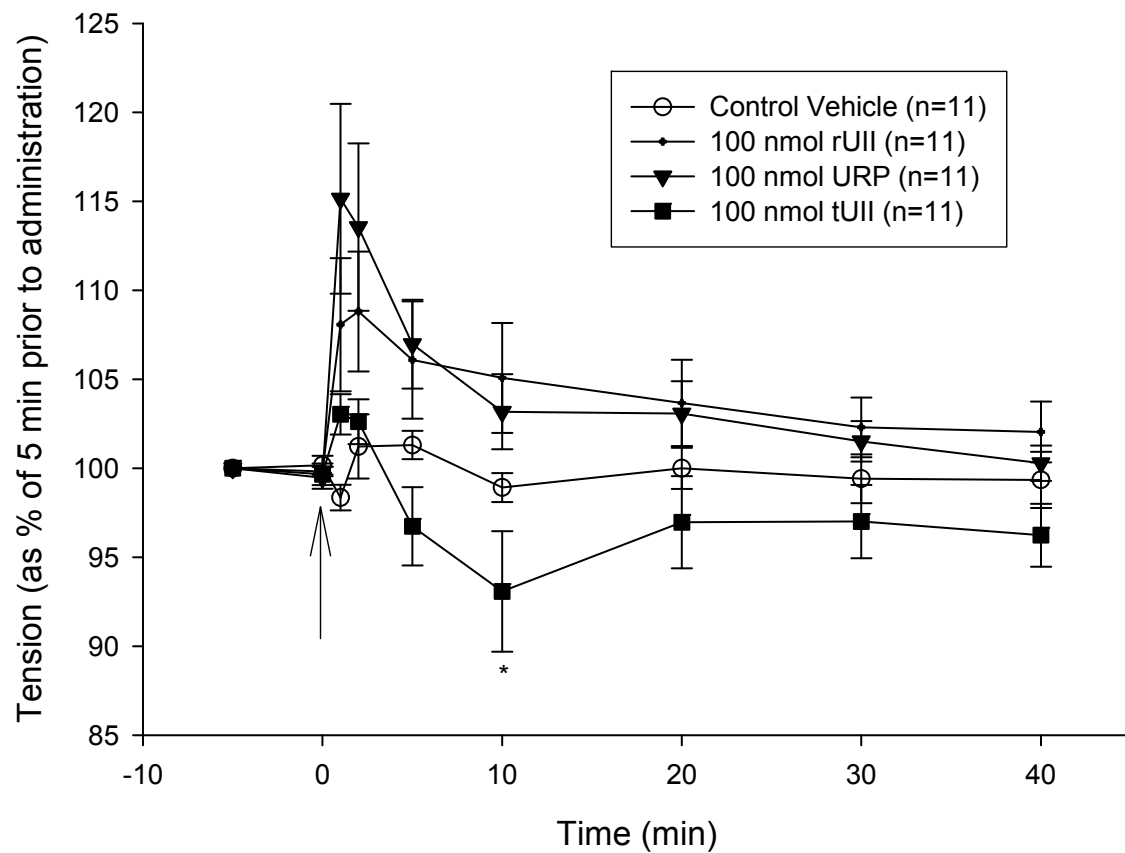 Tension (as % of 5 min prior to administration)
125
120
115
110
105
100
95
90
85
Control Vehicle (n=11)
100 nmol rUII (n=11)
100 nmol URP (n=11)
100 nmol tUII (n=11)
*
-10 0 10 20 30 40
Time (min)